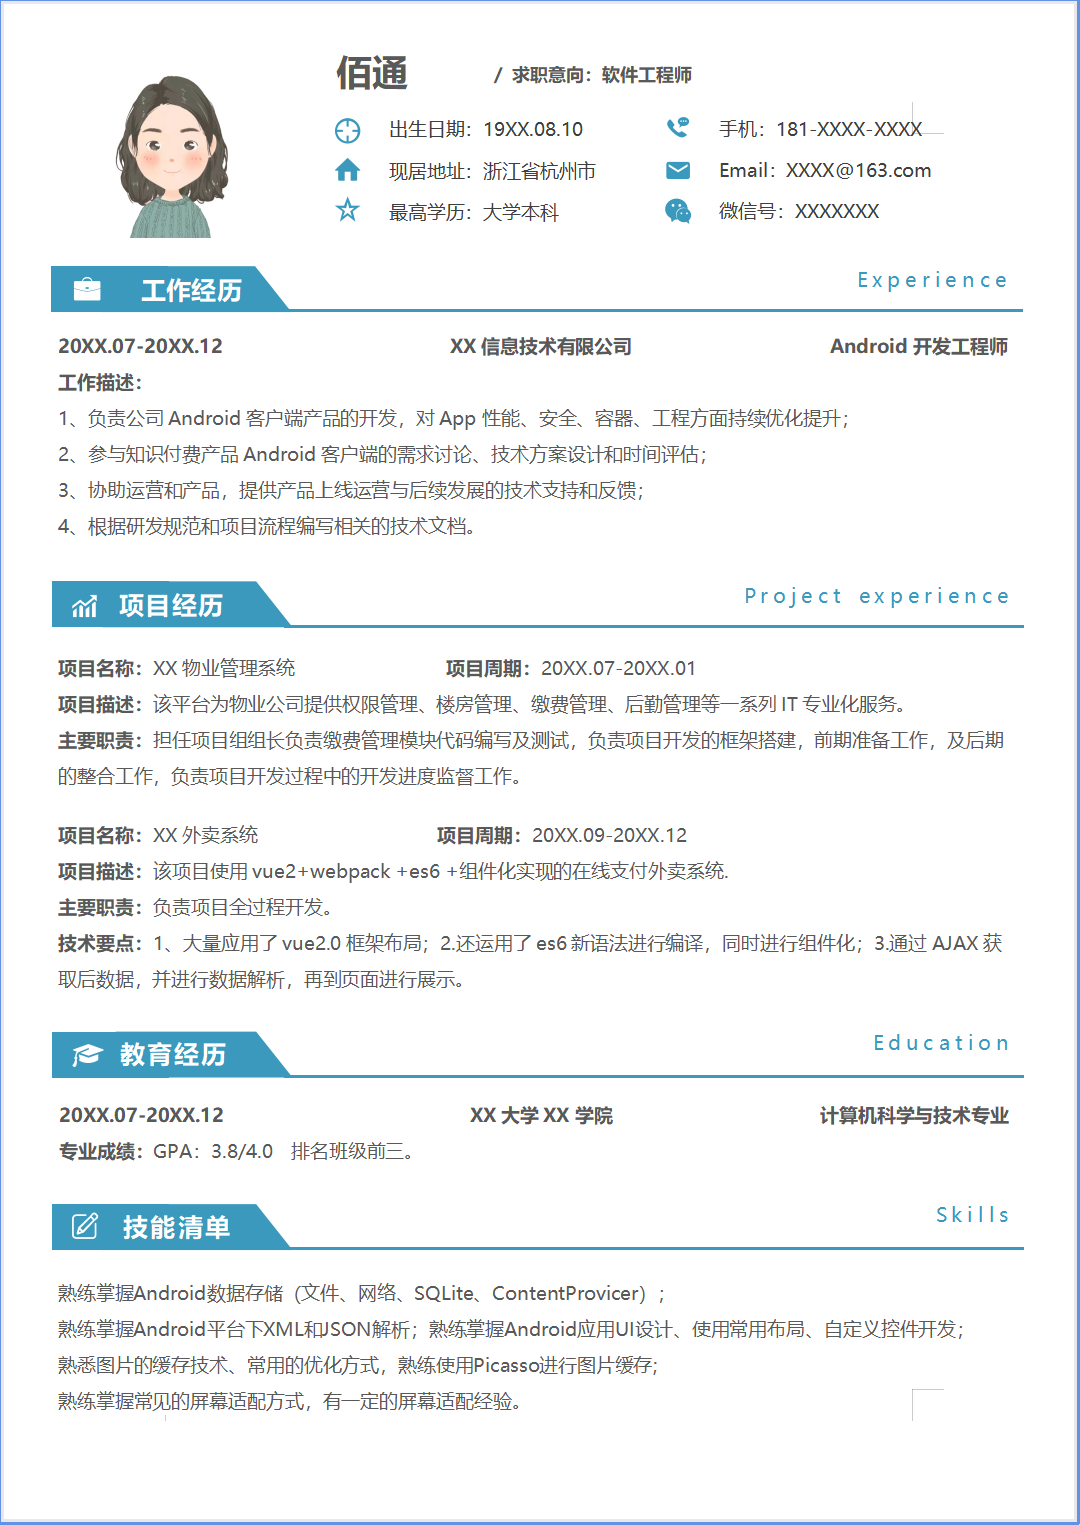 佰通 / 求职意向：软件工程师
出生日期：19XX.08.10 手机：181-XXXX-XXXX
现居地址：浙江省杭州市 Email：XXXX@163.com
最高学历：大学本科 微信号：XXXXXXX
工作经历 Experience
20XX.07-20XX.12 XX 信息技术有限公司 Android 开发工程师
工作描述：
1、负责公司 Android 客户端产品的开发，对 App 性能、安全、容器、工程方面持续优化提升；
2、参与知识付费产品 Android 客户端的需求讨论、技术方案设计和时间评估；
3、协助运营和产品，提供产品上线运营与后续发展的技术支持和反馈；
4、根据研发规范和项目流程编写相关的技术文档。
项目经历 Project experience
项目名称：XX 物业管理系统 项目周期：20XX.07-20XX.01
项目描述：该平台为物业公司提供权限管理、楼房管理、缴费管理、后勤管理等一系列 IT 专业化服务。
主要职责：担任项目组组长负责缴费管理模块代码编写及测试，负责项目开发的框架搭建，前期准备工作，及后期
的整合工作，负责项目开发过程中的开发进度监督工作。
项目名称：XX 外卖系统 项目周期：20XX.09-20XX.12
项目描述：该项目使用 vue2+webpack +es6 +组件化实现的在线支付外卖系统.
主要职责：负责项目全过程开发。
技术要点：1、大量应用了 vue2.0 框架布局；2.还运用了 es6 新语法进行编译，同时进行组件化；3.通过 AJAX 获
取后数据，并进行数据解析，再到页面进行展示。
教育经历 Education
20XX.07-20XX.12 XX 大学 XX 学院 计算机科学与技术专业
专业成绩：GPA：3.8/4.0 排名班级前三。
技能清单 Skills
熟练掌握Android数据存储（文件、网络、SQLite、ContentProvicer）；
熟练掌握Android平台下XML和JSON解析；熟练掌握Android应用UI设计、使用常用布局、自定义控件开发；
熟悉图片的缓存技术、常用的优化方式，熟练使用Picasso进行图片缓存；
熟练掌握常见的屏幕适配方式，有一定的屏幕适配经验。